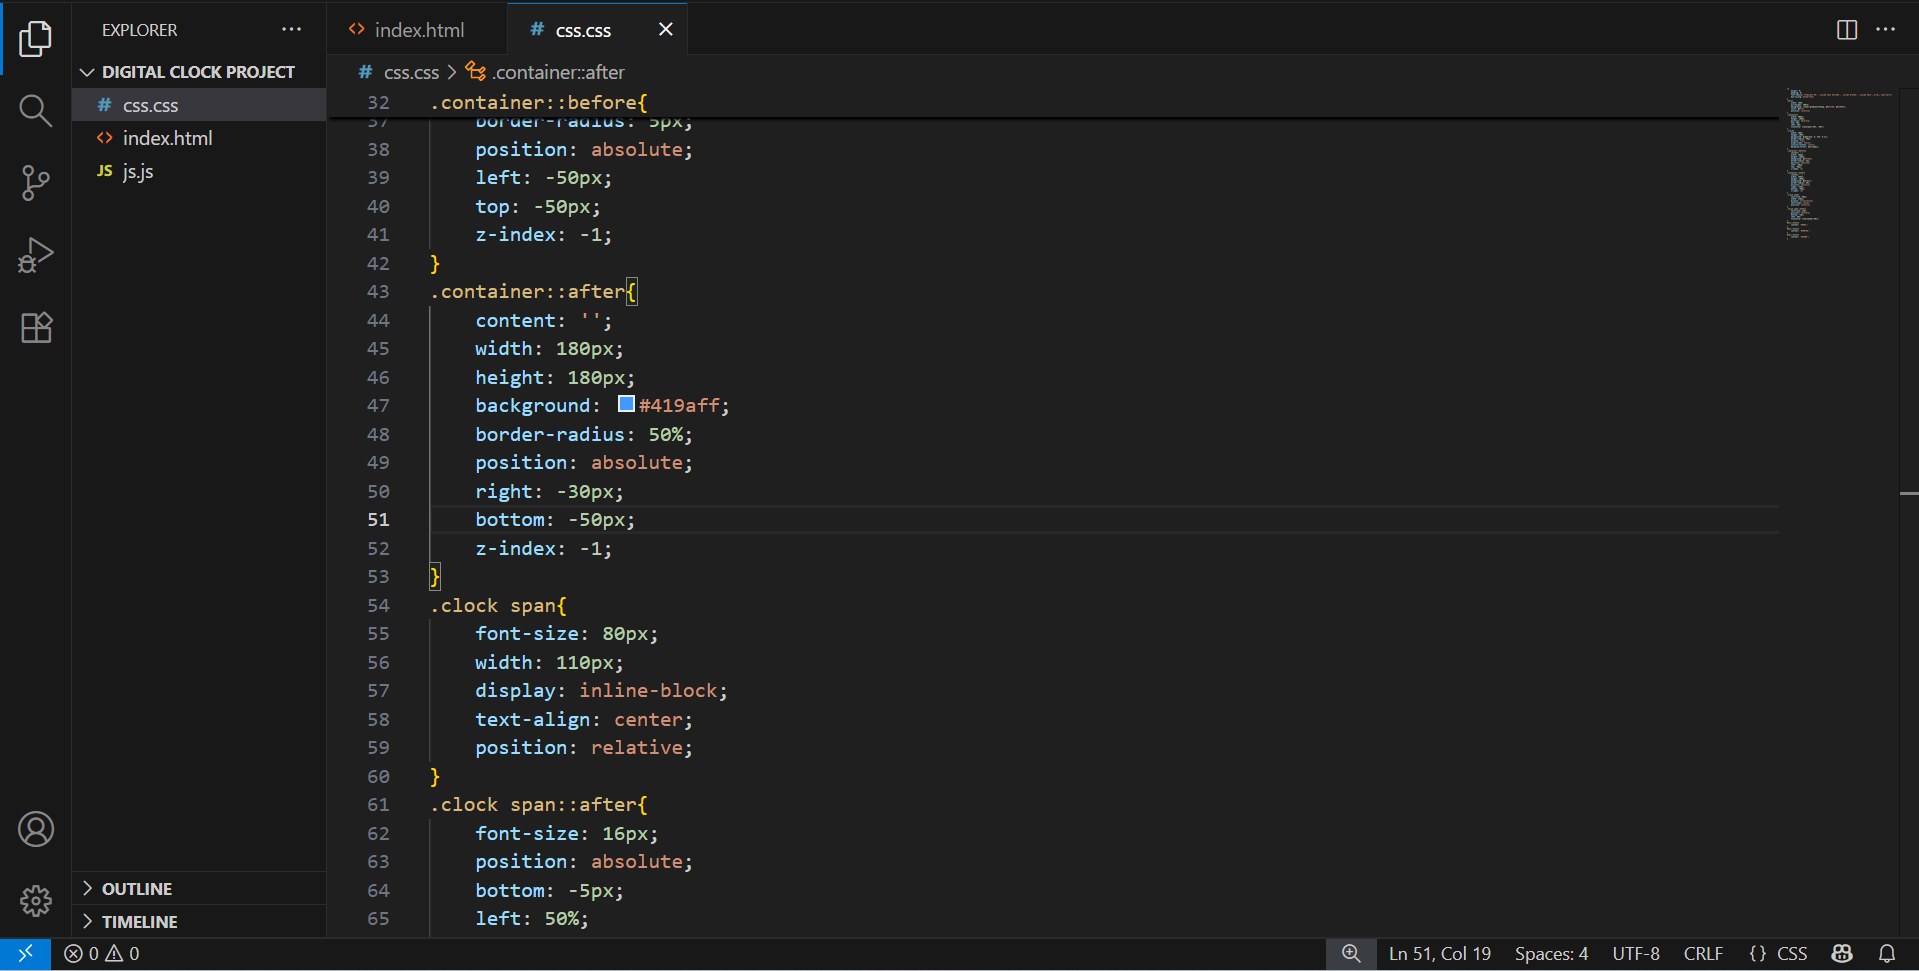 EXPLORER
DIGITAL CLOCK PROJECT
# css.css
<> index.html
JS js.js
OUTLINE
TIMELINE
<> index.html
# css.css
# css.css > .container::after
32 .container::before{
37 border-radius: 5px;
38 position: absolute;
39 left: -50px;
40 top: -50px;
41 z-index: -1;
42 }
43 .container::after{
44 content: '';
45 width: 180px;
46 height: 180px;
47 background: #419aff;
48 border-radius: 50%;
49 position: absolute;
50 right: -30px;
51 bottom: -50px;
52 z-index: -1;
53 }
54 .clock span{
55 font-size: 80px;
56 width: 110px;
57 display: inline-block;
58 text-align: center;
59 position: relative;
60 }
61 .clock span::after{
62 font-size: 16px;
63 position: absolute;
64 bottom: -5px;
65 left: 50%;
0 0
Ln 51, Col 19 Spaces: 4 UTF-8 CRLF {} CSS